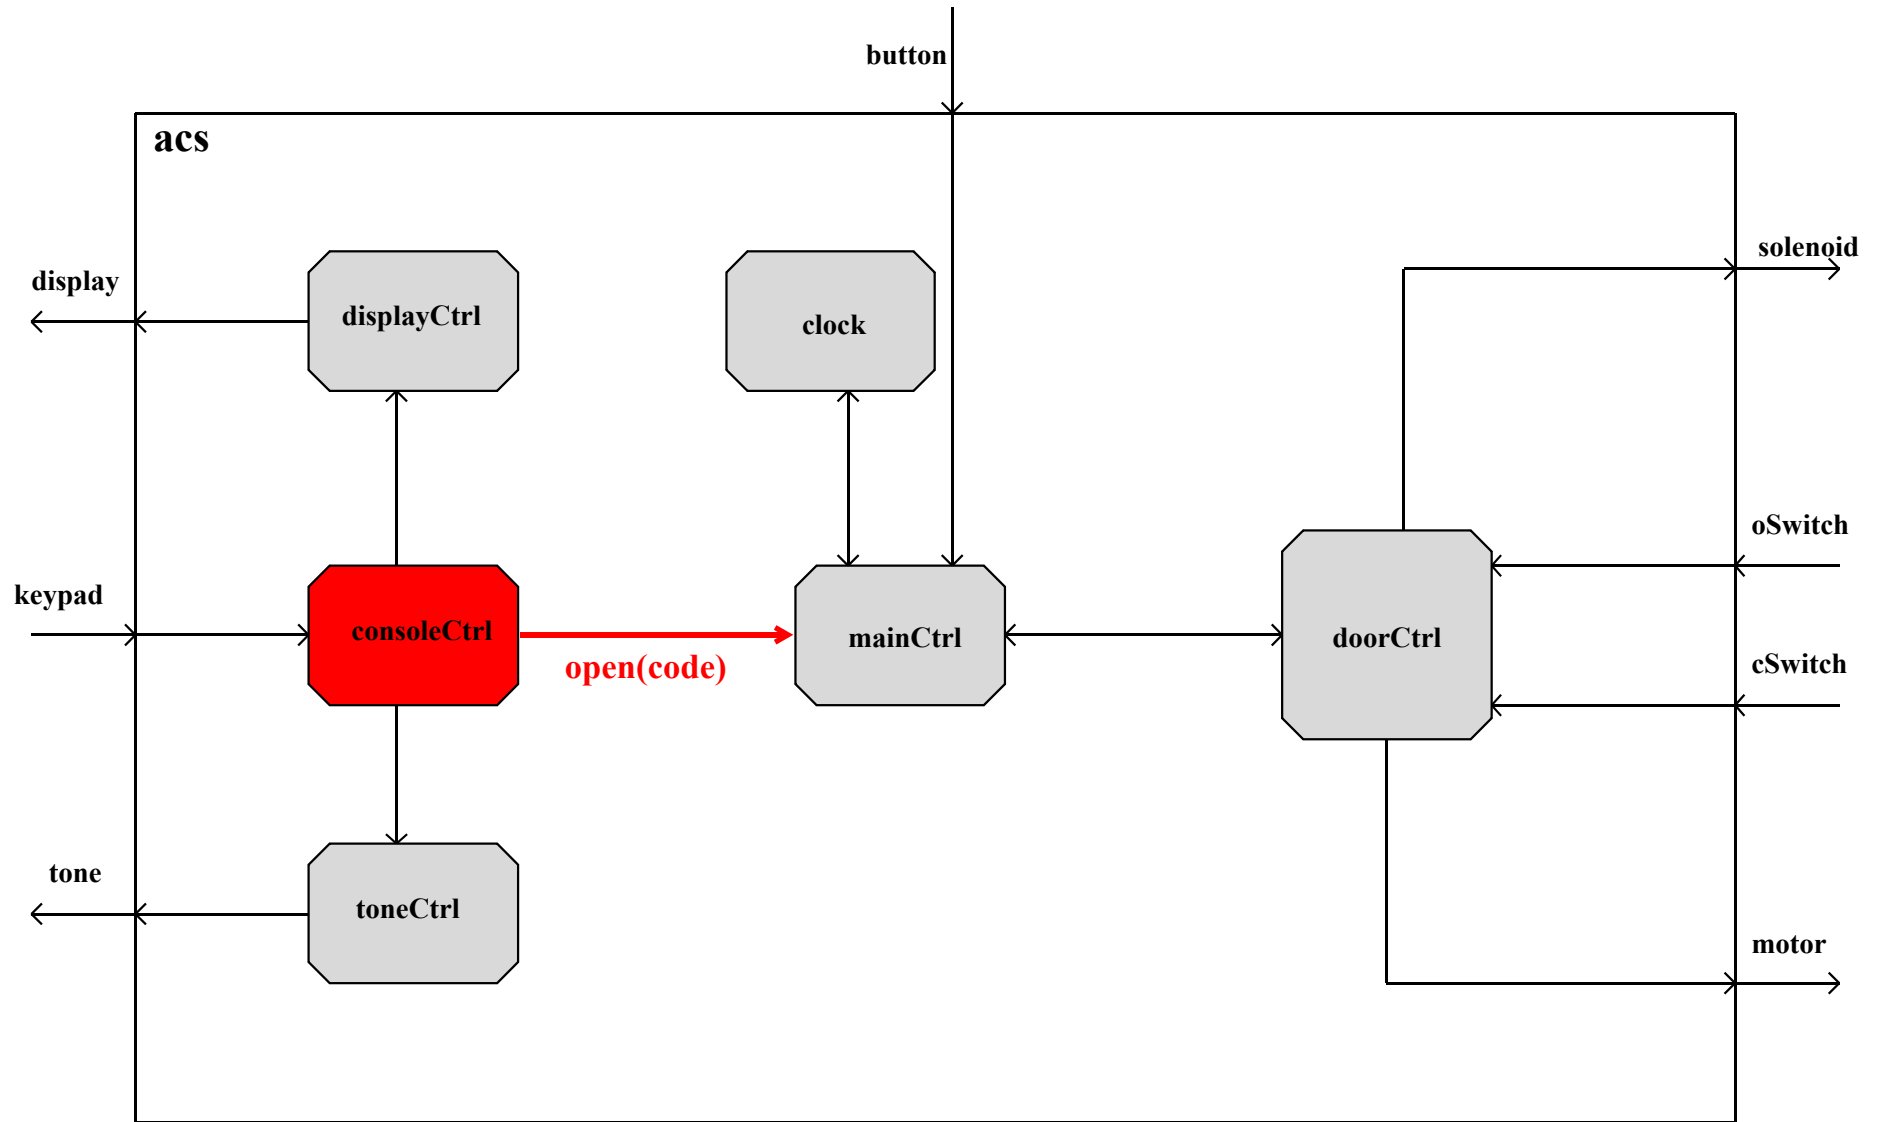 button
acs
solenoid
display
displayCtrl
clock
oSwitch
keypad
consoleCtrl
mainCtrl
doorCtrl
open(code)
cSwitch
tone
toneCtrl
motor